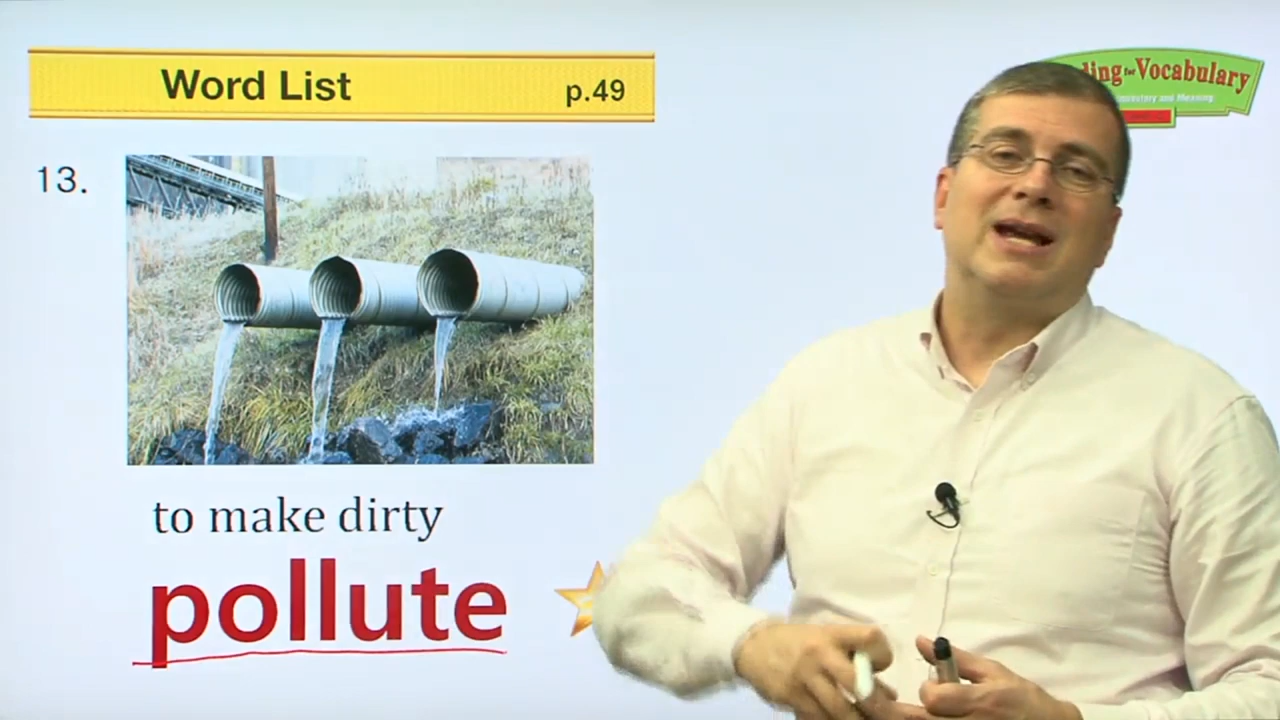 Word List p.49
Vocabulary
13.
to make dirty
pollute